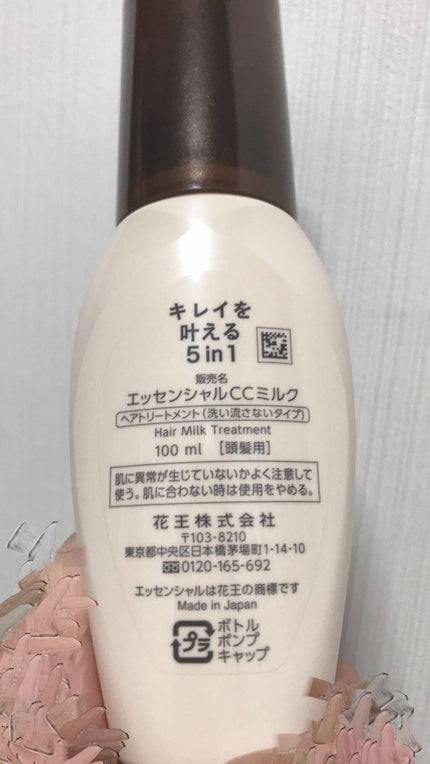 キレイを
叶える
5in1
販売名
エッセンシャルCCミルク
ヘアトリートメント(洗い流さないタイプ)
Hair Milk Treatment
100 ml [頭髪用]
肌に異常が生じていないかよく注意して
使う。肌に合わない時は使用をやめる。
花王株式会社
〒103-8210
東京都中央区日本橋茅場町1-14-10
0120-165-692
エッセンシャルは花王の商標です
Made in Japan
プラ
ボトル
ポンプ
キャップ